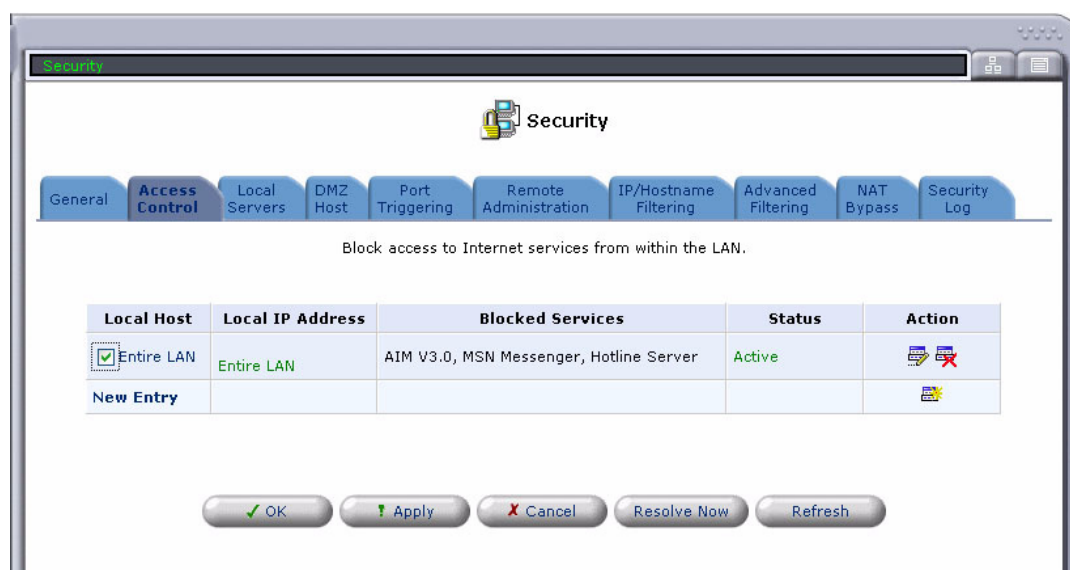 Security
Security
General
Access Control
Local Servers
DMZ Host
Port Triggering
Remote Administration
IP/Hostname Filtering
Advanced Filtering
NAT Bypass
Security Log
Block access to Internet services from within the LAN.
Local Host Local IP Address Blocked Services Status Action
Entire LAN Entire LAN AIM V3.0, MSN Messenger, Hotline Server Active
New Entry
OK Apply Cancel Resolve Now Refresh